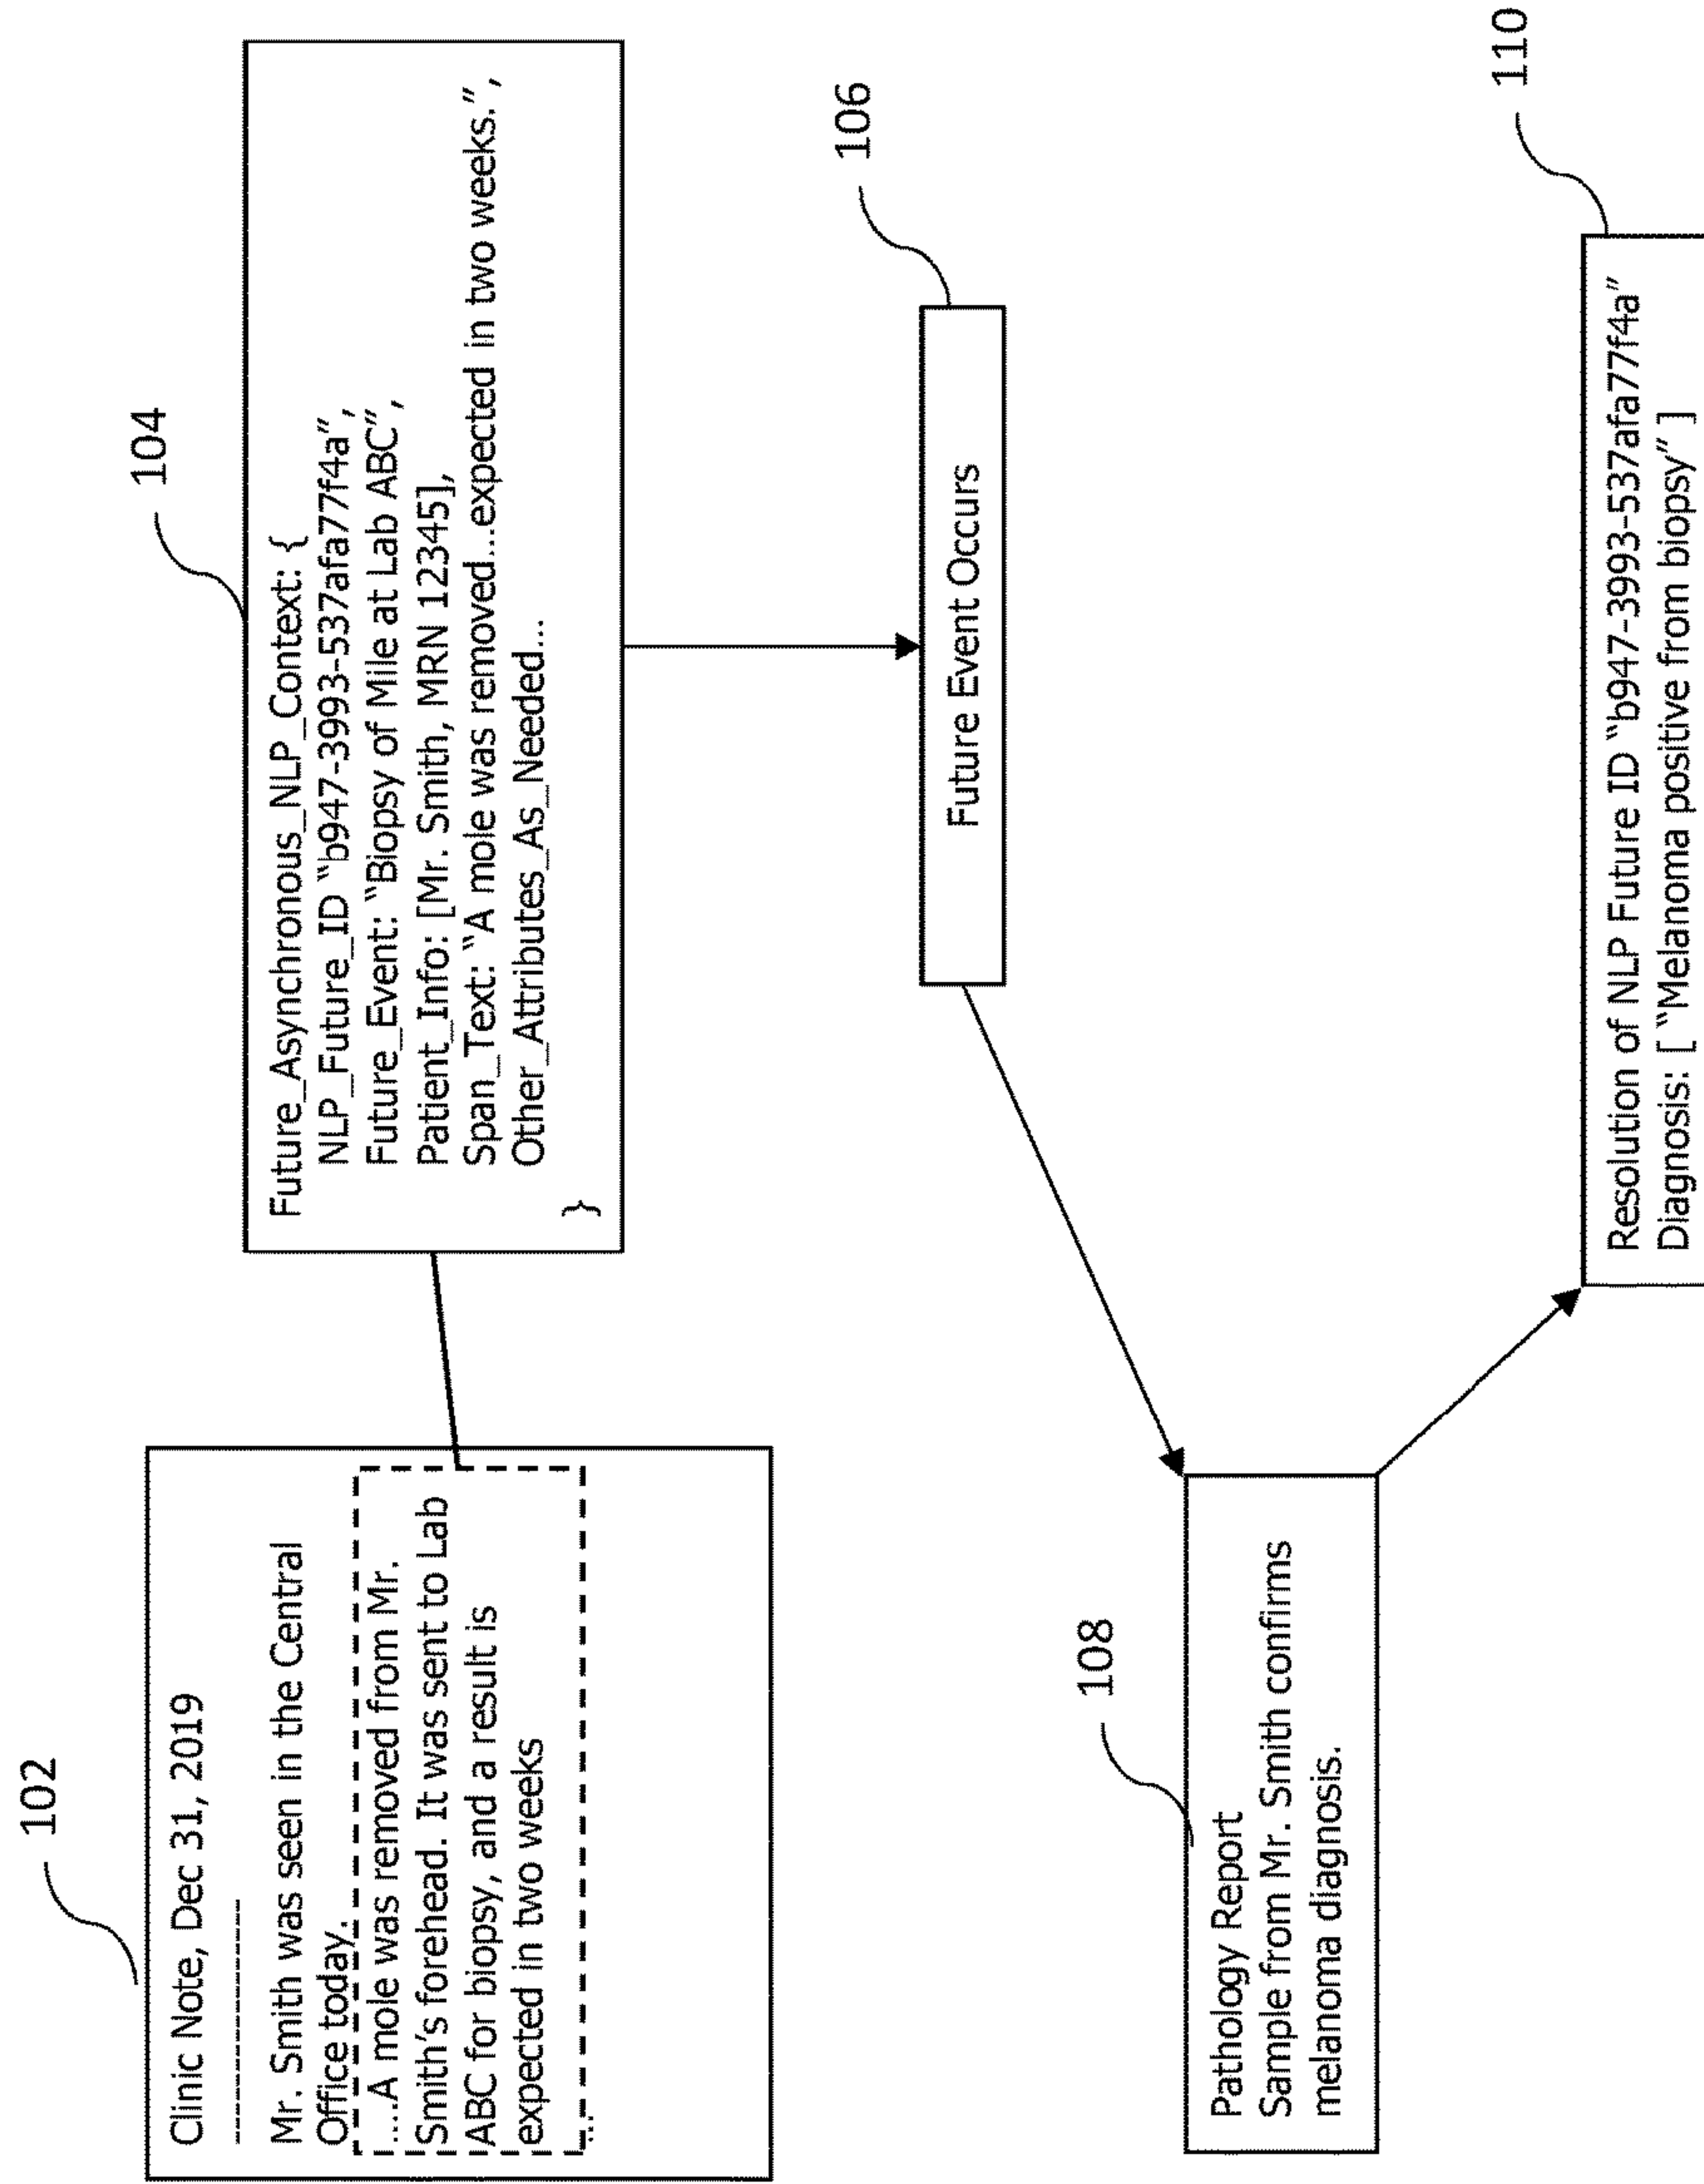 102
Clinic Note, Dec 31, 2019
--------------------
Mr. Smith was seen in the Central
Office today.
....A mole was removed from Mr.
Smith's forehead. It was sent to Lab
ABC for biopsy, and a result is
expected in two weeks
...
104
Future_Asynchronous_NLP_Context: {
NLP_Future_ID “b947-3993-537afa77f4a”,
Future_Event: “Biopsy of Mile at Lab ABC”,
Patient_Info: [Mr. Smith, MRN 12345],
Span_Text: “A mole was removed...expected in two weeks.”,
Other_Attributes_As_Needed...
}
106
Future Event Occurs
108
Pathology Report
Sample from Mr. Smith confirms
melanoma diagnosis.
110
Resolution of NLP Future ID “b947-3993-537afa77f4a”
Diagnosis: [ “Melanoma positive from biopsy” ]